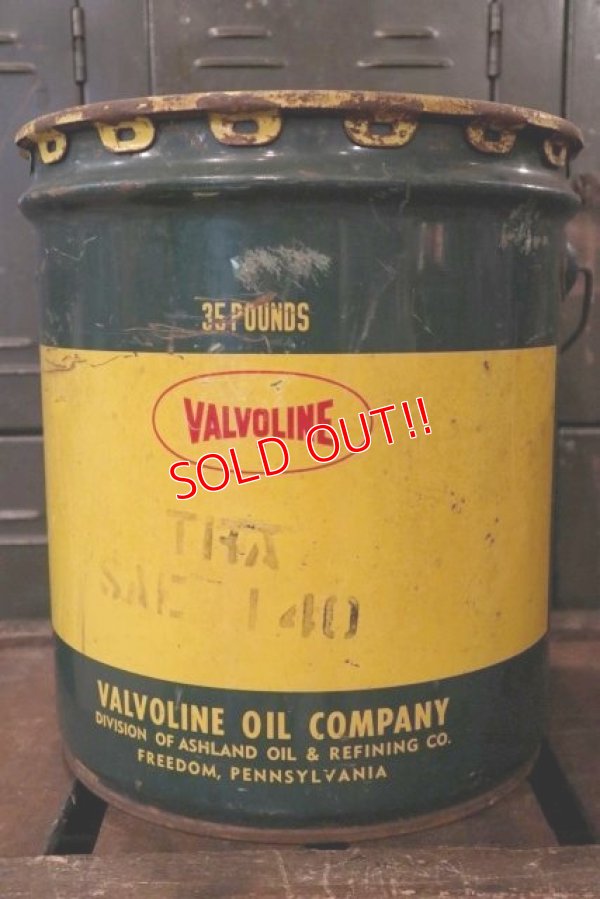 35 POUNDS
VALVOLINE
SOLD OUT!!
SAE 140
VALVOLINE OIL COMPANY
DIVISION OF ASHLAND OIL & REFINING CO.
FREEDOM, PENNSYLVANIA